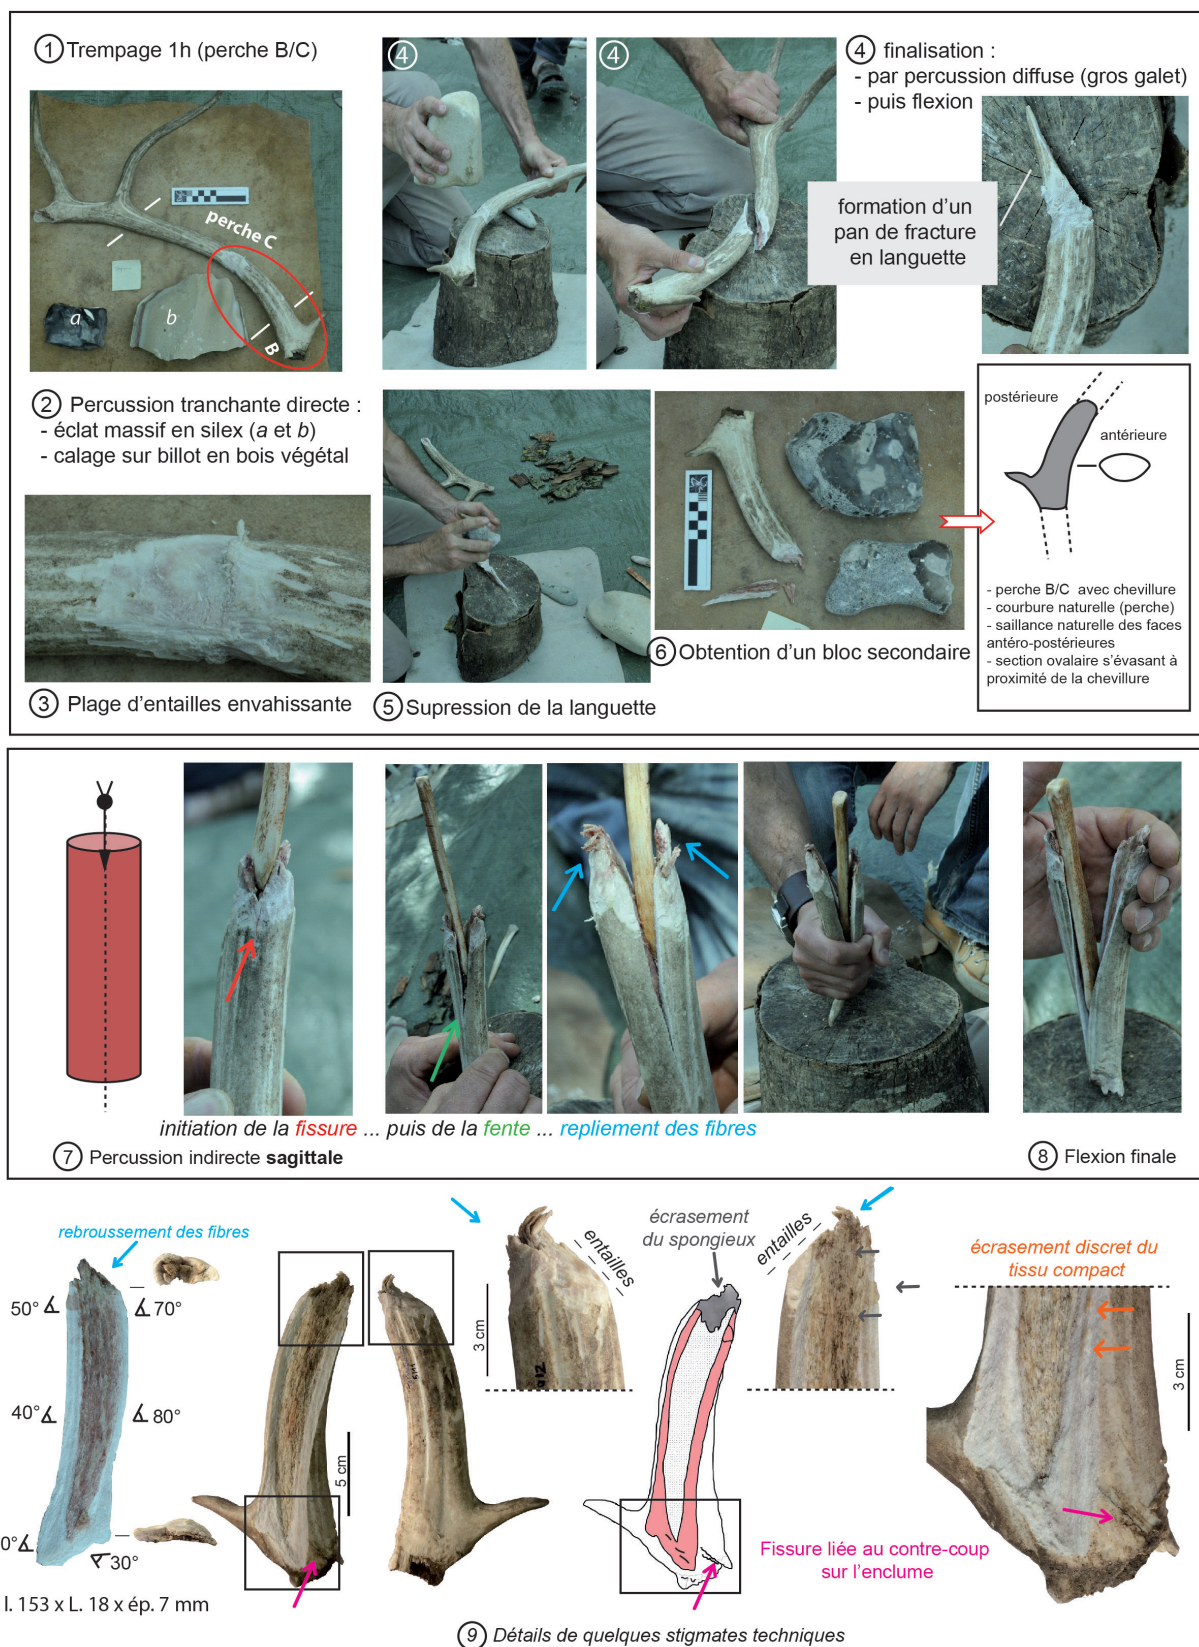 1 Trempage 1h (perche B/C)
perche C
B
a
b
2 Percussion tranchante directe :
- éclat massif en silex (a et b)
- calage sur billot en bois végétal
3 Plage d'entailles envahissante
4
4
4 finalisation :
- par percussion diffuse (gros galet)
- puis flexion
formation d'un
pan de fracture
en languette
5 Supression de la languette
6 Obtention d'un bloc secondaire
postérieure
antérieure
- perche B/C avec chevillure
- courbure naturelle (perche)
- saillance naturelle des faces
antéro-postérieures
- section ovalaire s'évasant à
proximité de la chevillure
initiation de la fissure ... puis de la fente ... repliement des fibres
7 Percussion indirecte sagittale
8 Flexion finale
rebroussement des fibres
50° 70°
40° 80°
0° 30°
l. 153 x L. 18 x ép. 7 mm
5 cm
3 cm
entailles
écrasement
du spongieux
entailles
écrasement discret du
tissu compact
3 cm
Fissure liée au contre-coup
sur l'enclume
9 Détails de quelques stigmates techniques